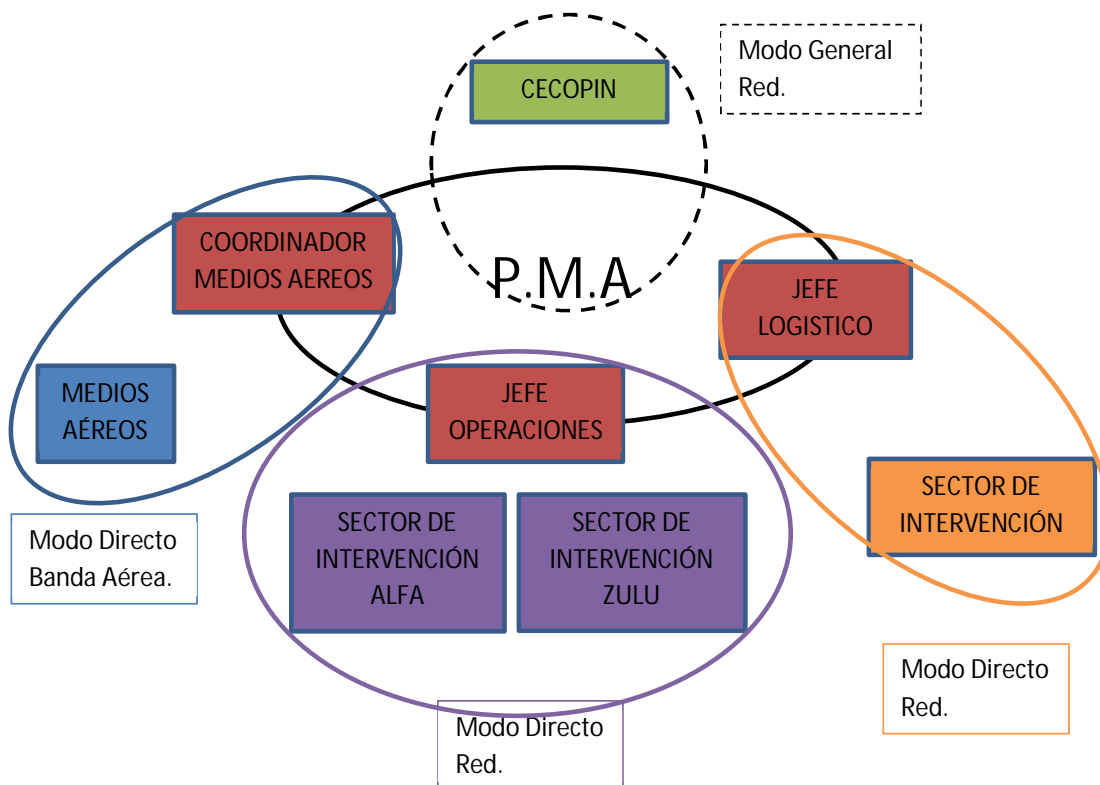 Modo General
Red.
CECOPIN
COORDINADOR
MEDIOS AEREOS
P.M.A
JEFE
LOGISTICO
MEDIOS
AÉREOS
JEFE
OPERACIONES
SECTOR DE
INTERVENCIÓN
SECTOR DE
INTERVENCIÓN
ALFA
SECTOR DE
INTERVENCIÓN
ZULU
Modo Directo
Banda Aérea.
Modo Directo
Red.
Modo Directo
Red.